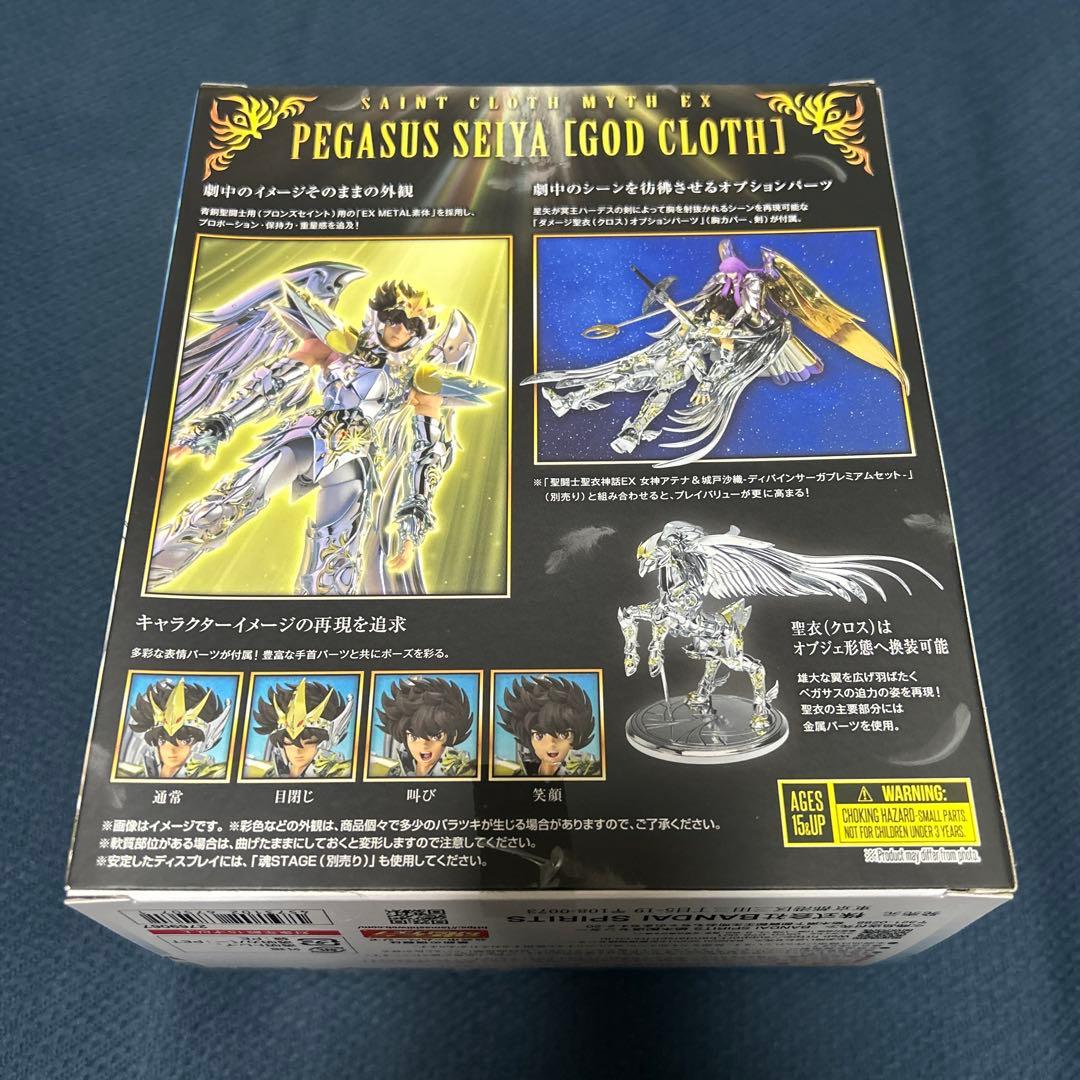 SAINT CLOTH MYTH EX
PEGASUS SEIYA [GOD CLOTH]
劇中のイメージそのままの外観
青銅聖闘士用(ブロンズセイント)用の「EX METAL素体」を採用し、
プロポーション・保持力・重量感を追及!
劇中のシーンを彷彿させるオプションパーツ
星矢が冥王ハーデスの剣によって胸を射抜かれるシーンを再現可能な
「ダメージ聖衣(クロス)オプションパーツ」(胸カバー、剣)が付属。
※「聖闘士聖衣神話EX 女神アテナ&城戸沙織-ディバインサーガプレミアムセット-」
(別売り)と組み合わせると、プレイバリューが更に高まる!
キャラクターイメージの再現を追求
多彩な表情パーツが付属!豊富な手首パーツと共にポーズを彩る。
通常
目閉じ
叫び
笑顔
聖衣(クロス)は
オブジェ形態へ換装可能
雄大な翼を広げ羽ばたく
ペガサスの迫力の姿を再現!
聖衣の主要部分には
金属パーツを使用。
※画像はイメージです。※彩色などの外観は、商品個々で多少のバラツキが生じる場合がありますので、ご了承ください。
※軟質部位がある場合は、曲げたままにしておくと変形しますので注意してください。
※安定したディスプレイには、「魂STAGE(別売り)」も使用してください。
AGES
15&UP
WARNING:
CHOKING HAZARD-SMALL PARTS.
NOT FOR CHILDREN UNDER 3 YEARS.
※Product may differ from photo.
発売元
株式会社BANDAI SPIRITS
東京都港区三田三丁目5-19 〒108-0073